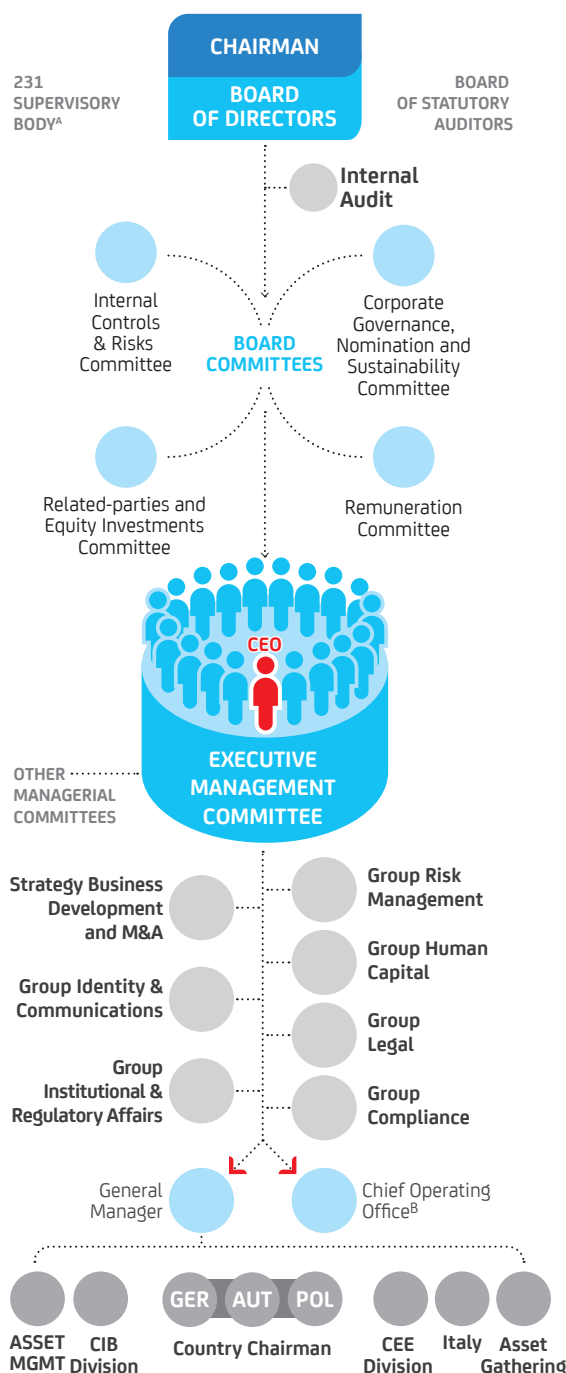 CHAIRMAN
BOARD
OF DIRECTORS
231
SUPERVISORY
BODYᴬ
BOARD
OF STATUTORY
AUDITORS
Internal
Audit
Internal
Controls
& Risks
Committee
BOARD
COMMITTEES
Corporate
Governance,
Nomination and
Sustainability
Committee
Related-parties and
Equity Investments
Committee
Remuneration
Committee
CEO
EXECUTIVE
MANAGEMENT
COMMITTEE
OTHER
MANAGERIAL
COMMITTEES
Strategy Business
Development
and M&A
Group Risk
Management
Group Human
Capital
Group Identity &
Communications
Group
Legal
Group
Institutional &
Regulatory Affairs
Group
Compliance
General
Manager
Chief Operating
Officeᴮ
GER AUT POL
ASSET
MGMT
CIB
Division
Country Chairman
CEE
Division
Italy
Asset
Gathering